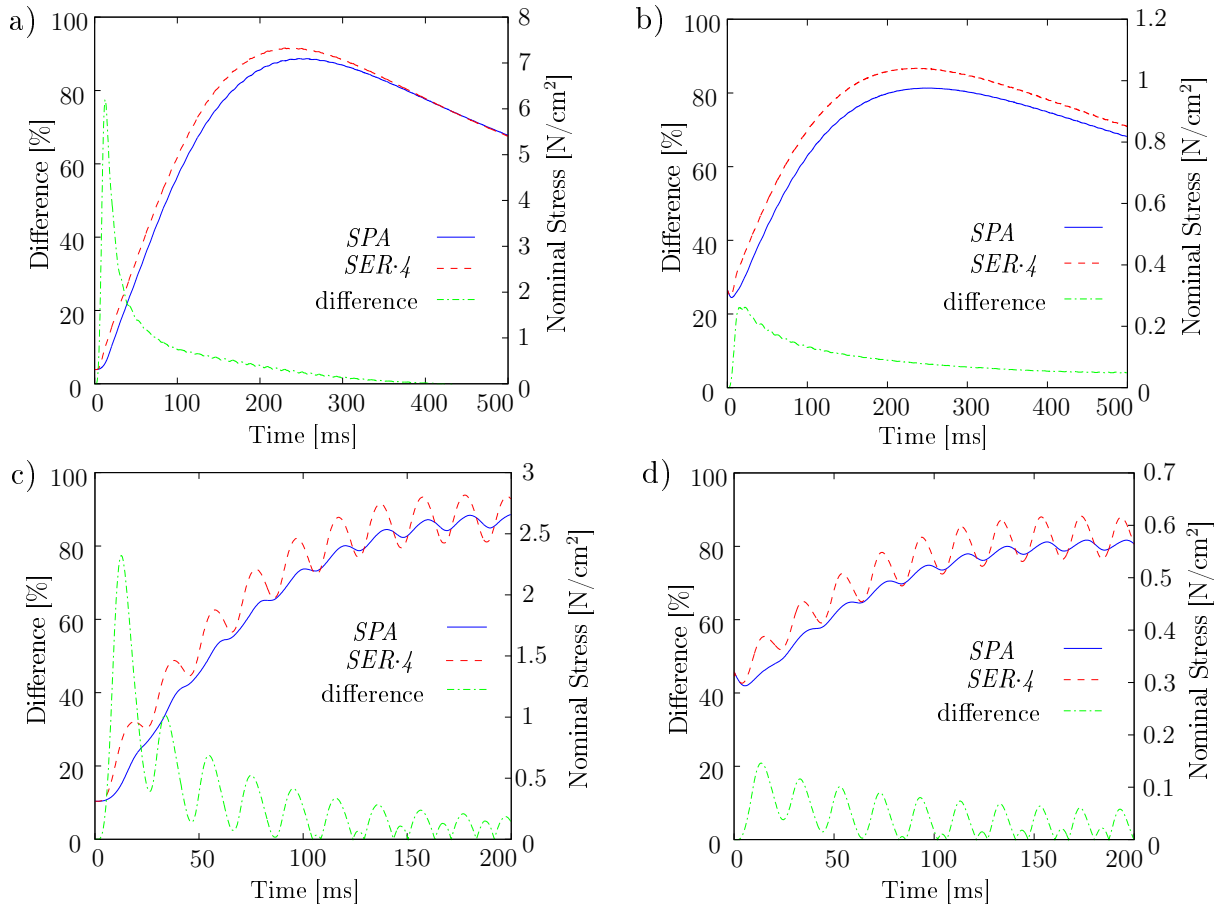 a)
Difference [%]
100
80
60
40
20
0
8
7
6
5
4
3
2
1
0
Nominal Stress [N/cm²]
SPA
SER·4
difference
0 100 200 300 400 500
Time [ms]
b)
Difference [%]
100
80
60
40
20
0
1.2
1
0.8
0.6
0.4
0.2
0
Nominal Stress [N/cm²]
SPA
SER·4
difference
0 100 200 300 400 500
Time [ms]
c)
Difference [%]
100
80
60
40
20
0
3
2.5
2
1.5
1
0.5
0
Nominal Stress [N/cm²]
SPA
SER·4
difference
0 50 100 150 200
Time [ms]
d)
Difference [%]
100
80
60
40
20
0
0.7
0.6
0.5
0.4
0.3
0.2
0.1
0
Nominal Stress [N/cm²]
SPA
SER·4
difference
0 50 100 150 200
Time [ms]